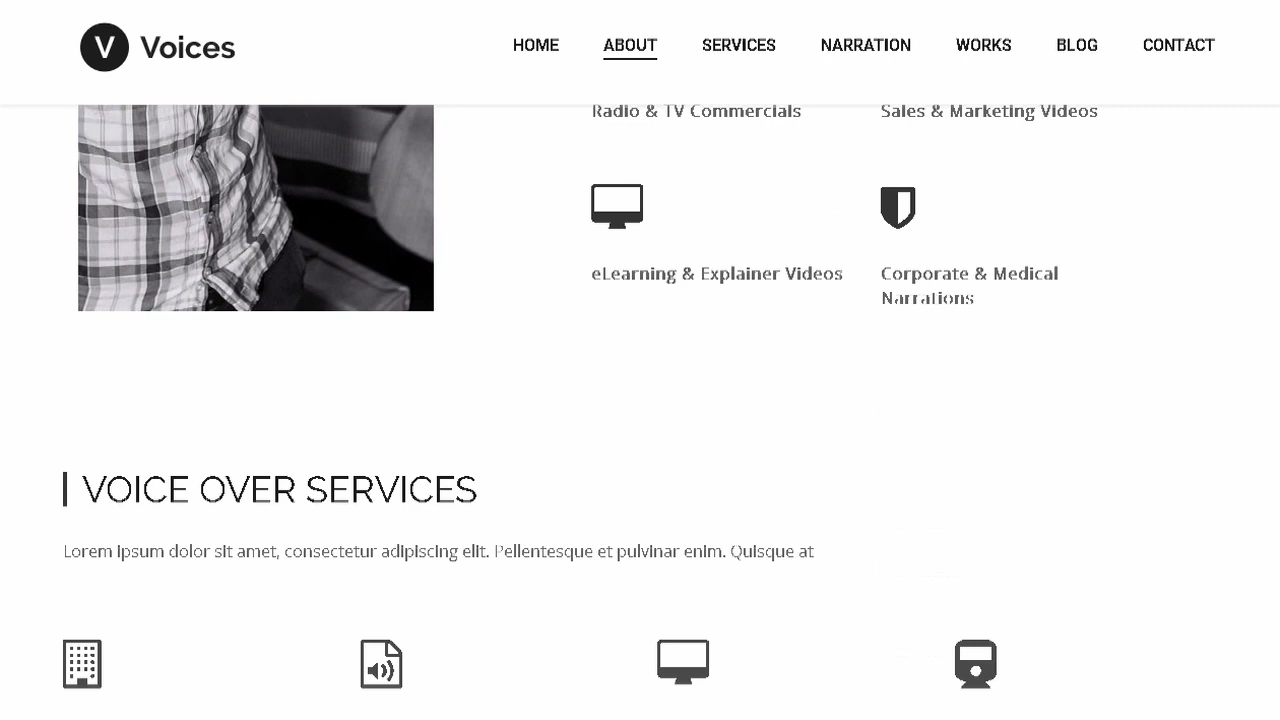 V Voices
HOME ABOUT SERVICES NARRATION WORKS BLOG CONTACT
Radio & TV Commercials
Sales & Marketing Videos
eLearning & Explainer Videos
Corporate & Medical
Narrations
VOICE OVER SERVICES
Lorem ipsum dolor sit amet, consectetur adipiscing elit. Pellentesque et pulvinar enim. Quisque at